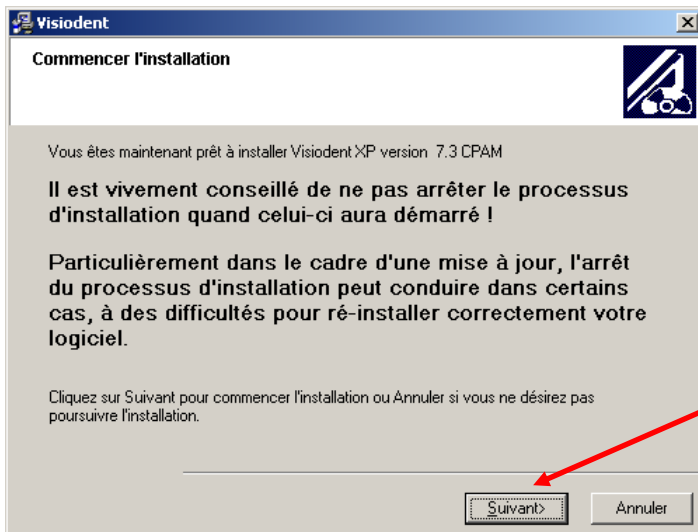 Visiodent
Commencer l'installation
Vous êtes maintenant prêt à installer Visiodent XP version 7.3 CPAM
Il est vivement conseillé de ne pas arrêter le processus
d'installation quand celui-ci aura démarré !
Particulièrement dans le cadre d'une mise à jour, l'arrêt
du processus d'installation peut conduire dans certains
cas, à des difficultés pour ré-installer correctement votre
logiciel.
Cliquez sur Suivant pour commencer l'installation ou Annuler si vous ne désirez pas
poursuivre l'installation.
Suivant>
Annuler